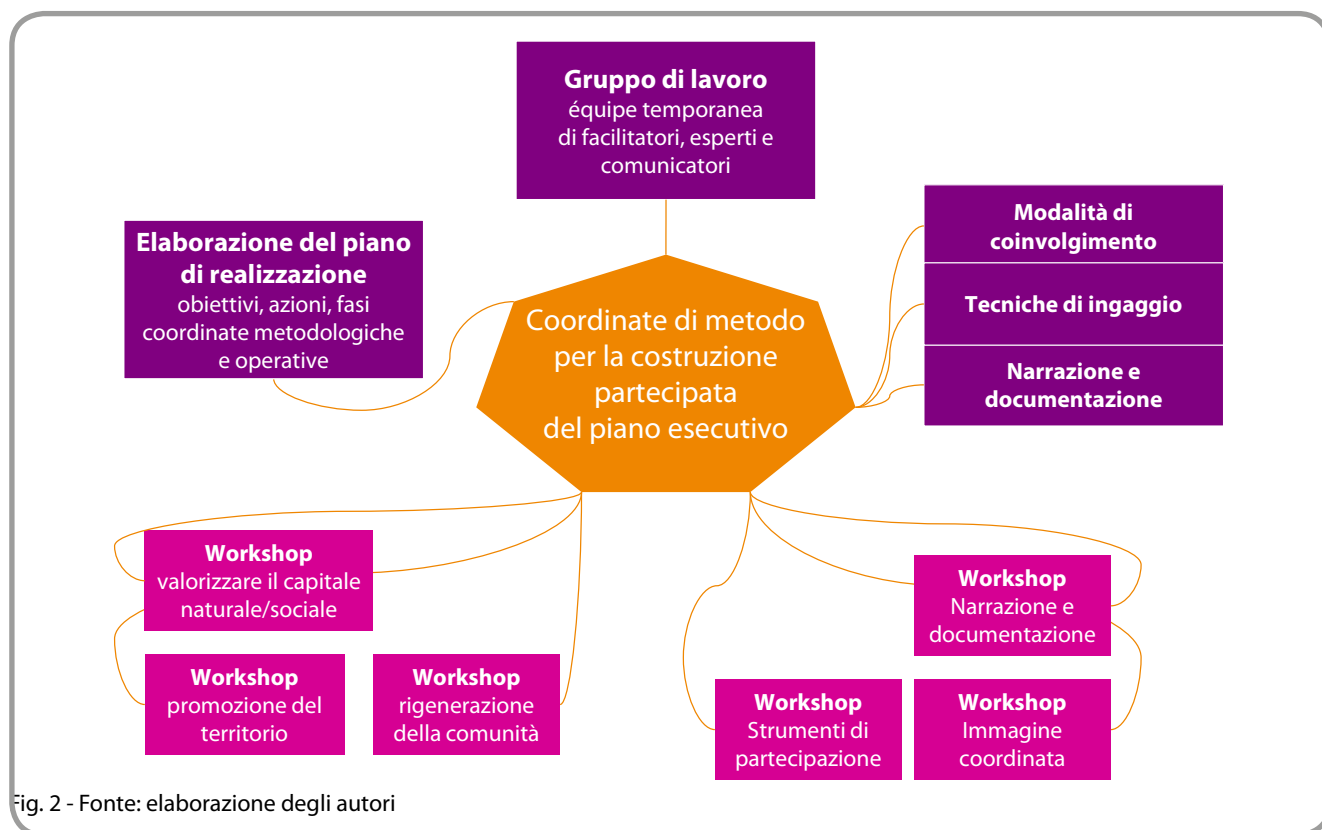 Gruppo di lavoro
équipe temporanea
di facilitatori, esperti e
comunicatori
Elaborazione del piano
di realizzazione
obiettivi, azioni, fasi
coordinate metodologiche
e operative
Modalità di
coinvolgimento
Tecniche di ingaggio
Narrazione e
documentazione
Coordinate di metodo
per la costruzione
partecipata
del piano esecutivo
Workshop
valorizzare il capitale
naturale/sociale
Workshop
promozione del
territorio
Workshop
rigenerazione
della comunità
Workshop
Narrazione e
documentazione
Workshop
Strumenti di
partecipazione
Workshop
Immagine
coordinata
Fig. 2 - Fonte: elaborazione degli autori